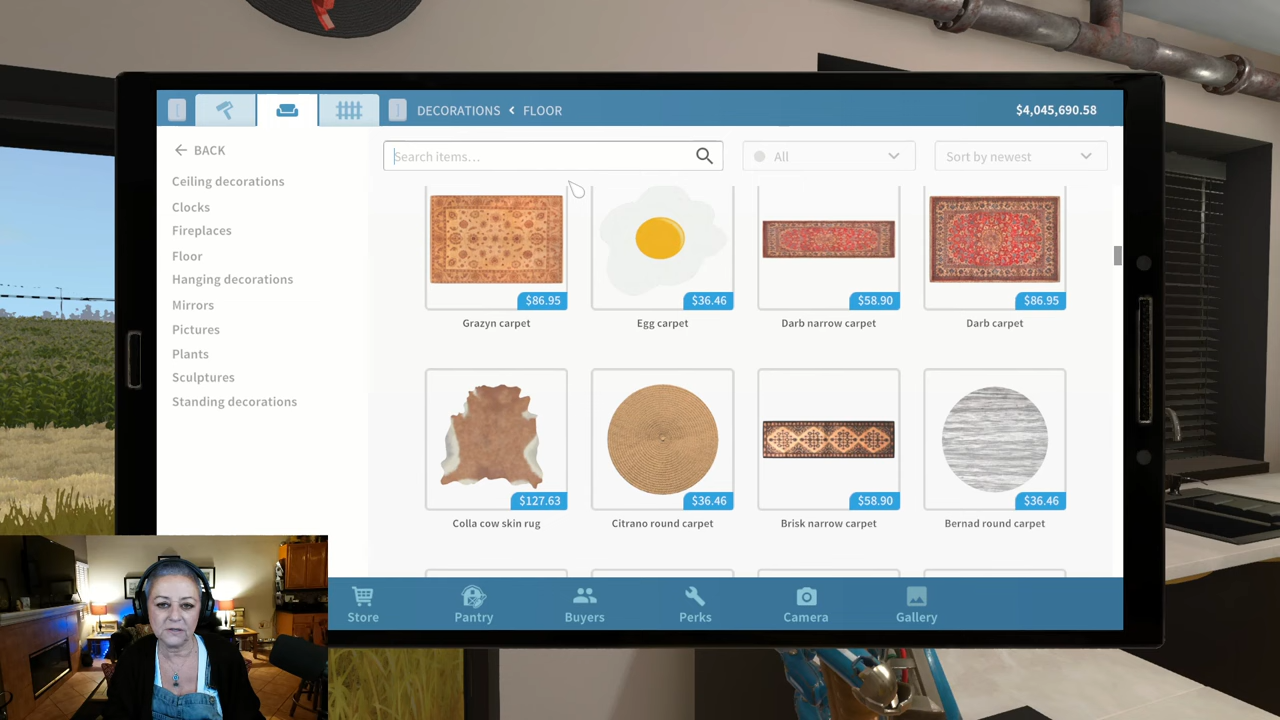 DECORATIONS < FLOOR
$4,045,690.58
BACK
Search items...
All
Sort by newest
Ceiling decorations
Clocks
Fireplaces
Floor
Hanging decorations
Mirrors
Pictures
Plants
Sculptures
Standing decorations
$86.95
$36.46
$58.90
$86.95
Grazyn carpet
Egg carpet
Darb narrow carpet
Darb carpet
$127.63
$36.46
$58.90
$36.46
Colla cow skin rug
Citrano round carpet
Brisk narrow carpet
Bernad round carpet
Store
Pantry
Buyers
Perks
Camera
Gallery